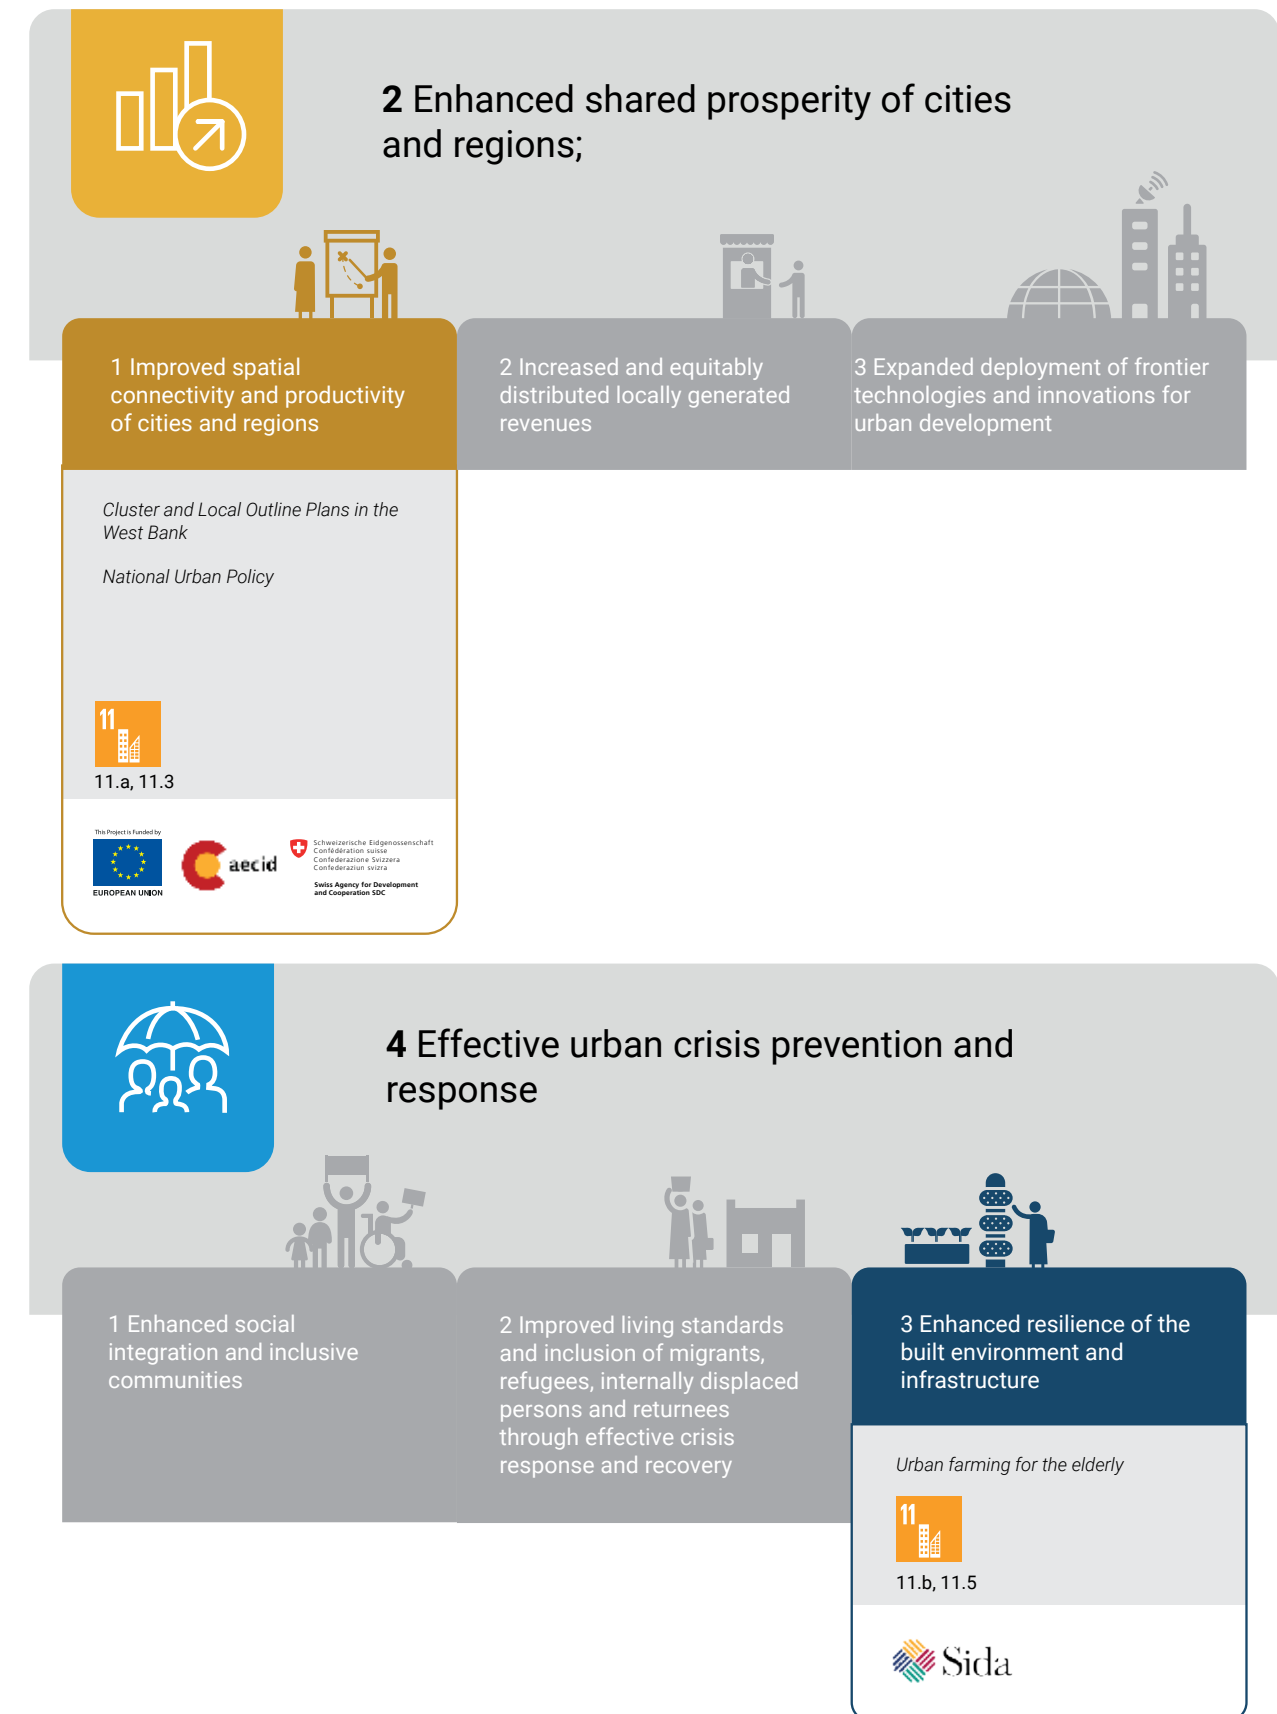 2 Enhanced shared prosperity of cities
and regions;
1 Improved spatial
connectivity and productivity
of cities and regions
2 Increased and equitably
distributed locally generated
revenues
3 Expanded deployment of frontier
technologies and innovations for
urban development
Cluster and Local Outline Plans in the
West Bank
National Urban Policy
11
11.a, 11.3
This Project is Funded by
EUROPEAN UNION
aecid
Schweizerische Eidgenossenschaft
Confédération suisse
Confederazione Svizzera
Confederaziun svizra
Swiss Agency for Development
and Cooperation SDC
4 Effective urban crisis prevention and
response
1 Enhanced social
integration and inclusive
communities
2 Improved living standards
and inclusion of migrants,
refugees, internally displaced
persons and returnees
through effective crisis
response and recovery
3 Enhanced resilience of the
built environment and
infrastructure
Urban farming for the elderly
11
11.b, 11.5
Sida